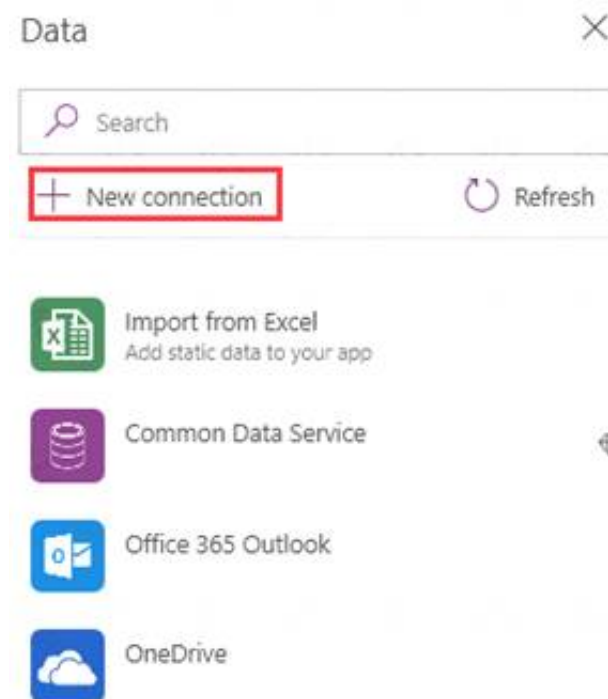 Data
Search
New connection
Refresh
Import from Excel
Add static data to your app
Common Data Service
Office 365 Outlook
OneDrive